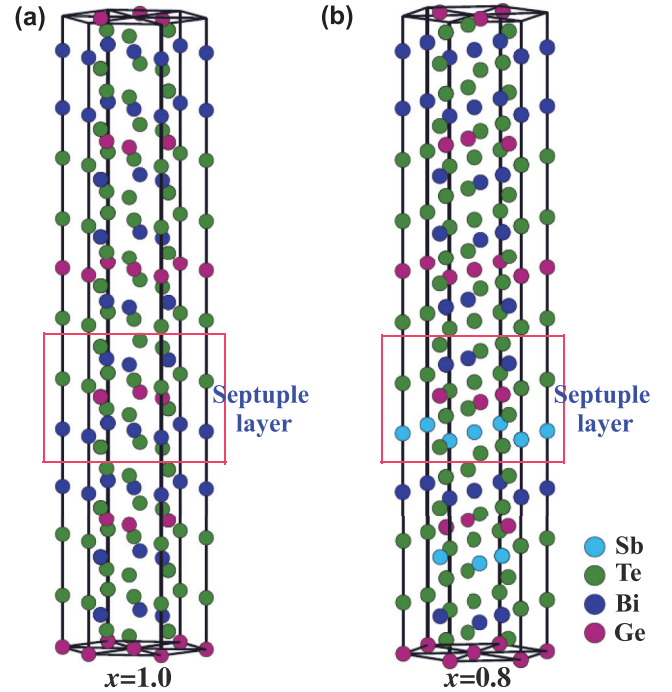 (a)
(b)
Septuple
layer
Septuple
layer
Sb
Te
Bi
Ge
x=1.0
x=0.8